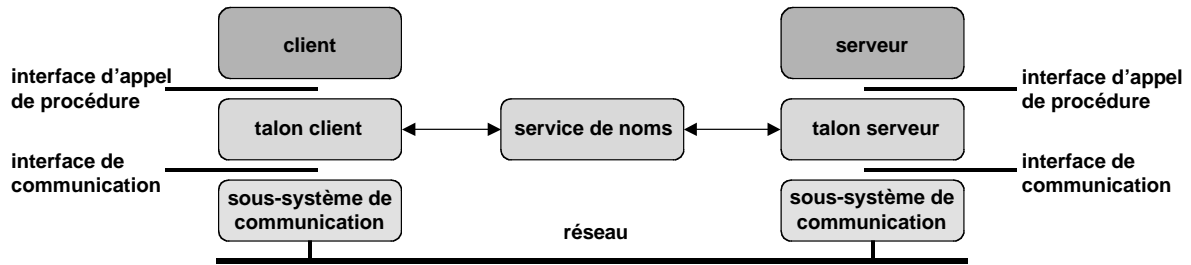 client
serveur
interface d'appel
de procédure
interface d'appel
de procédure
talon client
service de noms
talon serveur
interface de
communication
interface de
communication
sous-système de
communication
sous-système de
communication
réseau